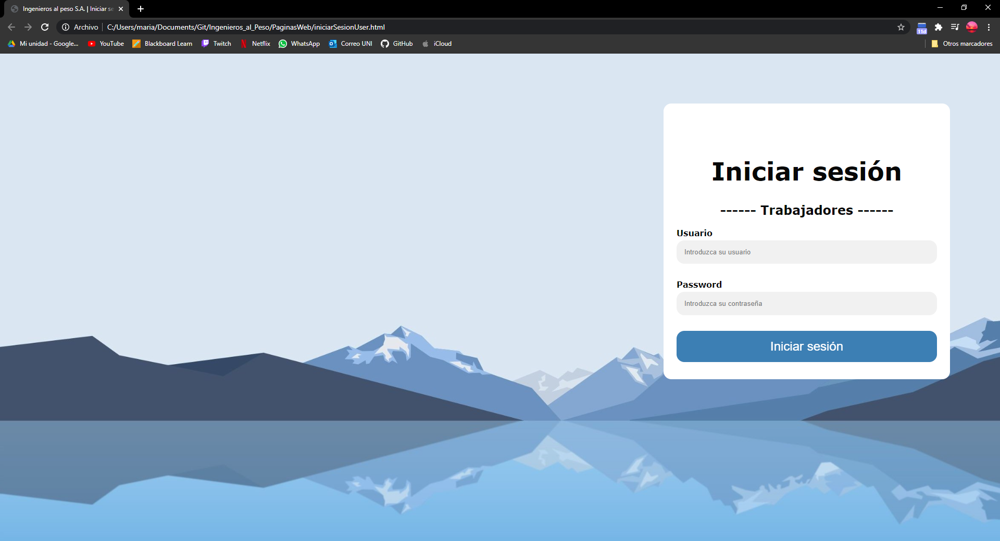 Ingenieros al peso S.A. | Iniciar se
Archivo C:/Users/maria/Documents/Git/Ingenieros_al_Peso/PaginasWeb/iniciarSesionUser.html
11d
Mi unidad - Google... YouTube Blackboard Learn Twitch Netflix WhatsApp Correo UNI GitHub iCloud Otros marcadores
Iniciar sesión
------ Trabajadores ------
Usuario
Introduzca su usuario
Password
Introduzca su contraseña
Iniciar sesión